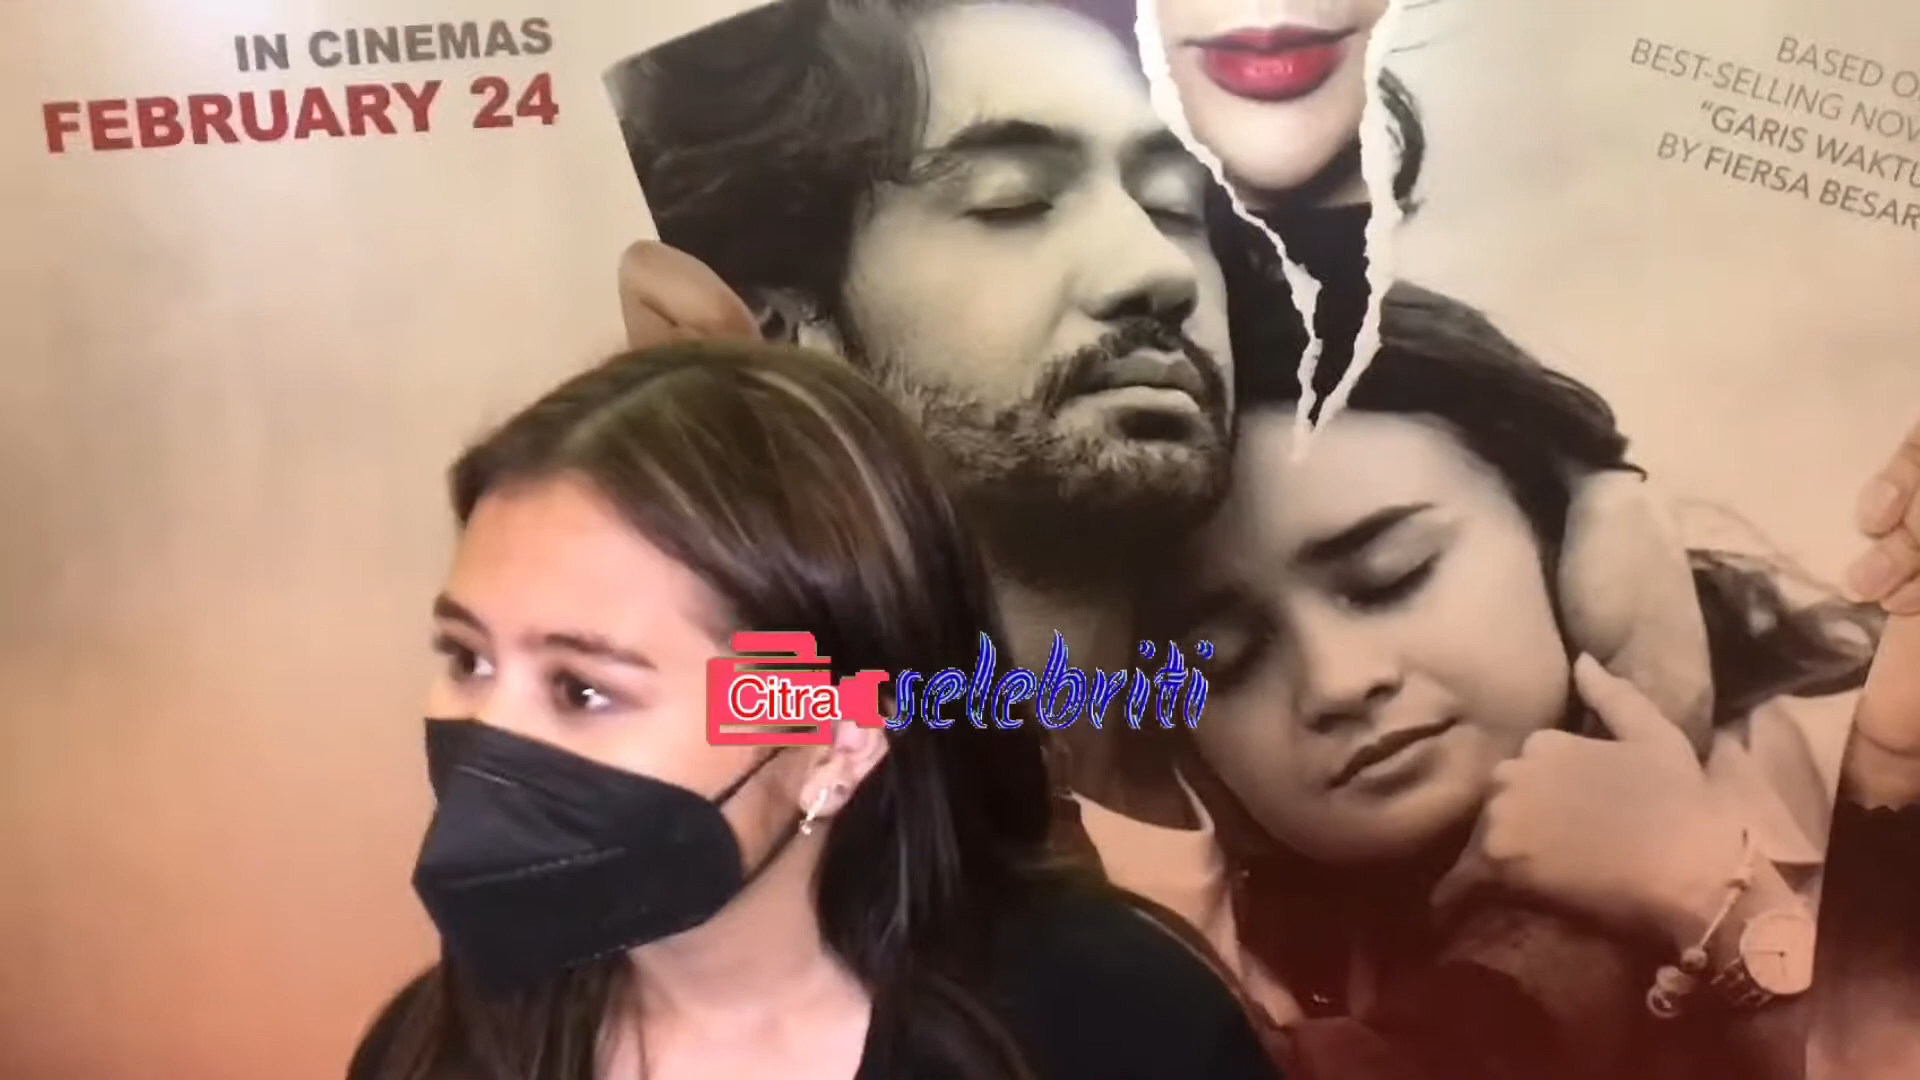 IN CINEMAS
FEBRUARY 24
BASED O
BEST-SELLING NOV
"GARIS WAKTU
BY FIERSA BESAR
Citra selebriti